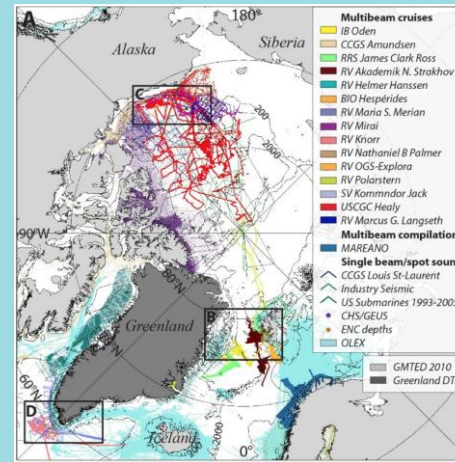 A
180°
Alaska
Siberia
C
200
2000
90°W
80°N
Greenland
B
60°N
D
Iceland
200
2000
0°
Multibeam cruises
IB Oden
CCGS Amundsen
RRS James Clark Ross
RV Akademik N. Strakhov
RV Helmer Hanssen
BIO Hespérides
RV Maria S. Merian
RV Mirai
RV Knorr
RV Nathaniel B Palmer
RV OGS-Explora
RV Polarstern
SV Kommndor Jack
USCGC Healy
RV Marcus G. Langseth
Multibeam compilation
MAREANO
Single beam/spot soun
CCGS Louis St-Laurent
Industry Seismic
US Submarines 1993-2005
CHS/GEUS
ENC depths
OLEX
GMTED 2010
Greenland DT